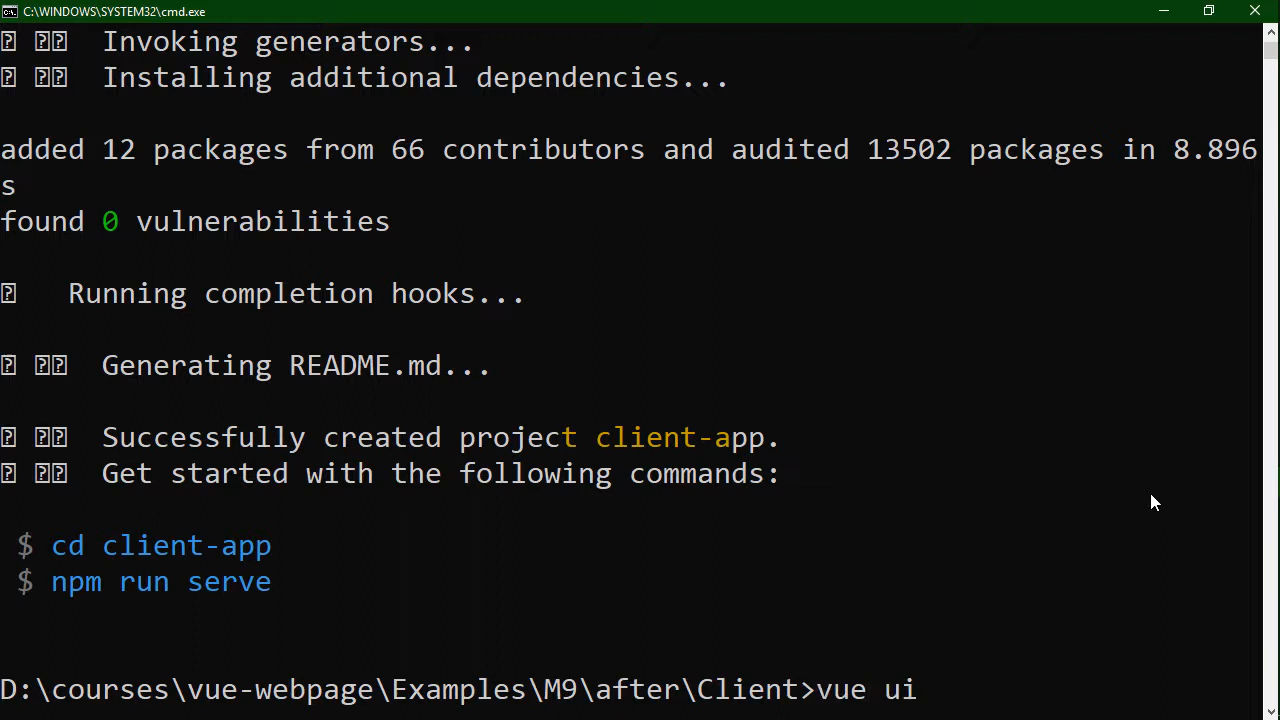 C:\WINDOWS\SYSTEM32\cmd.exe
Invoking generators...
Installing additional dependencies...
added 12 packages from 66 contributors and audited 13502 packages in 8.896
s
found 0 vulnerabilities
Running completion hooks...
Generating README.md...
Successfully created project client-app.
Get started with the following commands:
$ cd client-app
$ npm run serve
D:\courses\vue-webpage\Examples\M9\after\Client>vue ui